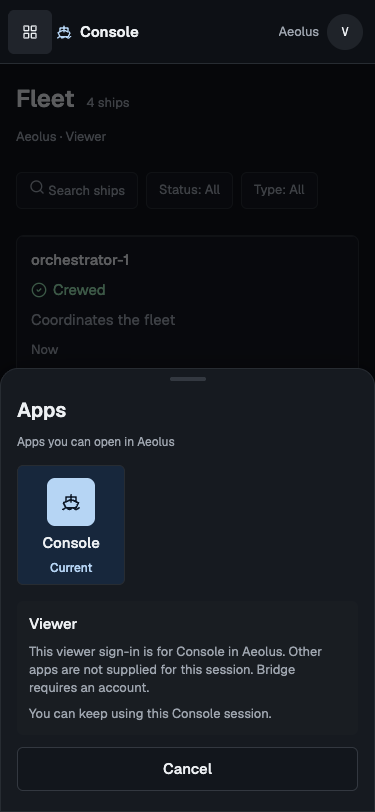 Console
Aeolus
V
Fleet 4 ships
Aeolus · Viewer
Search ships
Status: All
Type: All
orchestrator-1
Crewed
Coordinates the fleet
Now
Apps
Apps you can open in Aeolus
Console
Current
Viewer
This viewer sign-in is for Console in Aeolus. Other
apps are not supplied for this session. Bridge
requires an account.
You can keep using this Console session.
Cancel